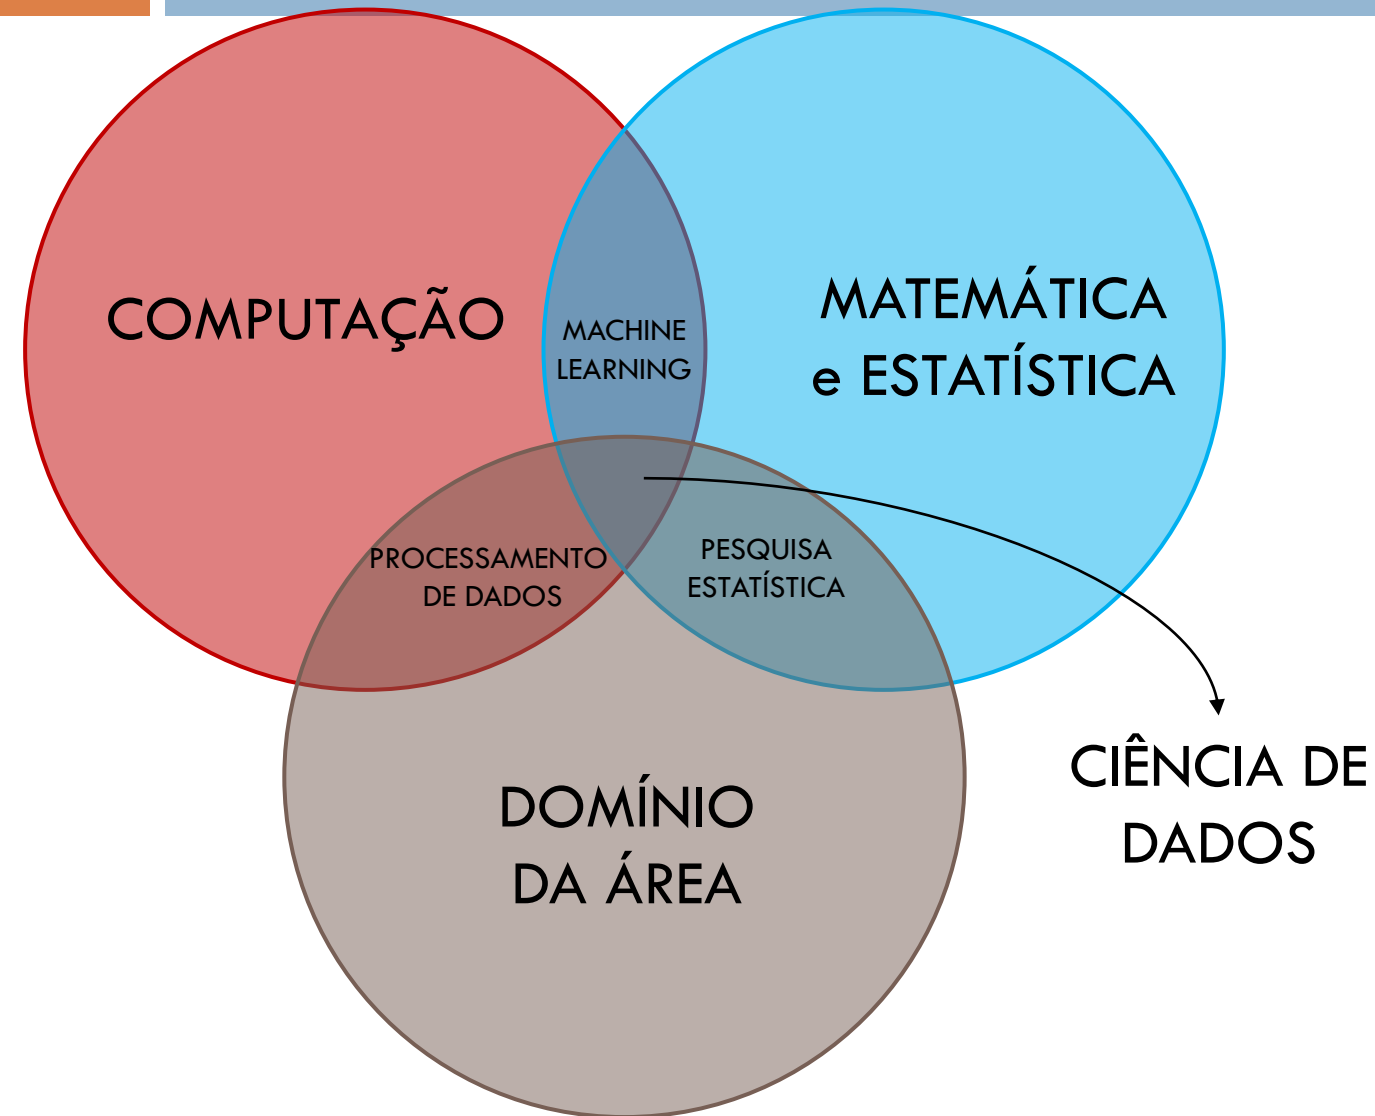 COMPUTAÇÃO
MACHINE
LEARNING
MATEMÁTICA
e ESTATÍSTICA
PROCESSAMENTO
DE DADOS
PESQUISA
ESTATÍSTICA
DOMÍNIO
DA ÁREA
CIÊNCIA DE
DADOS